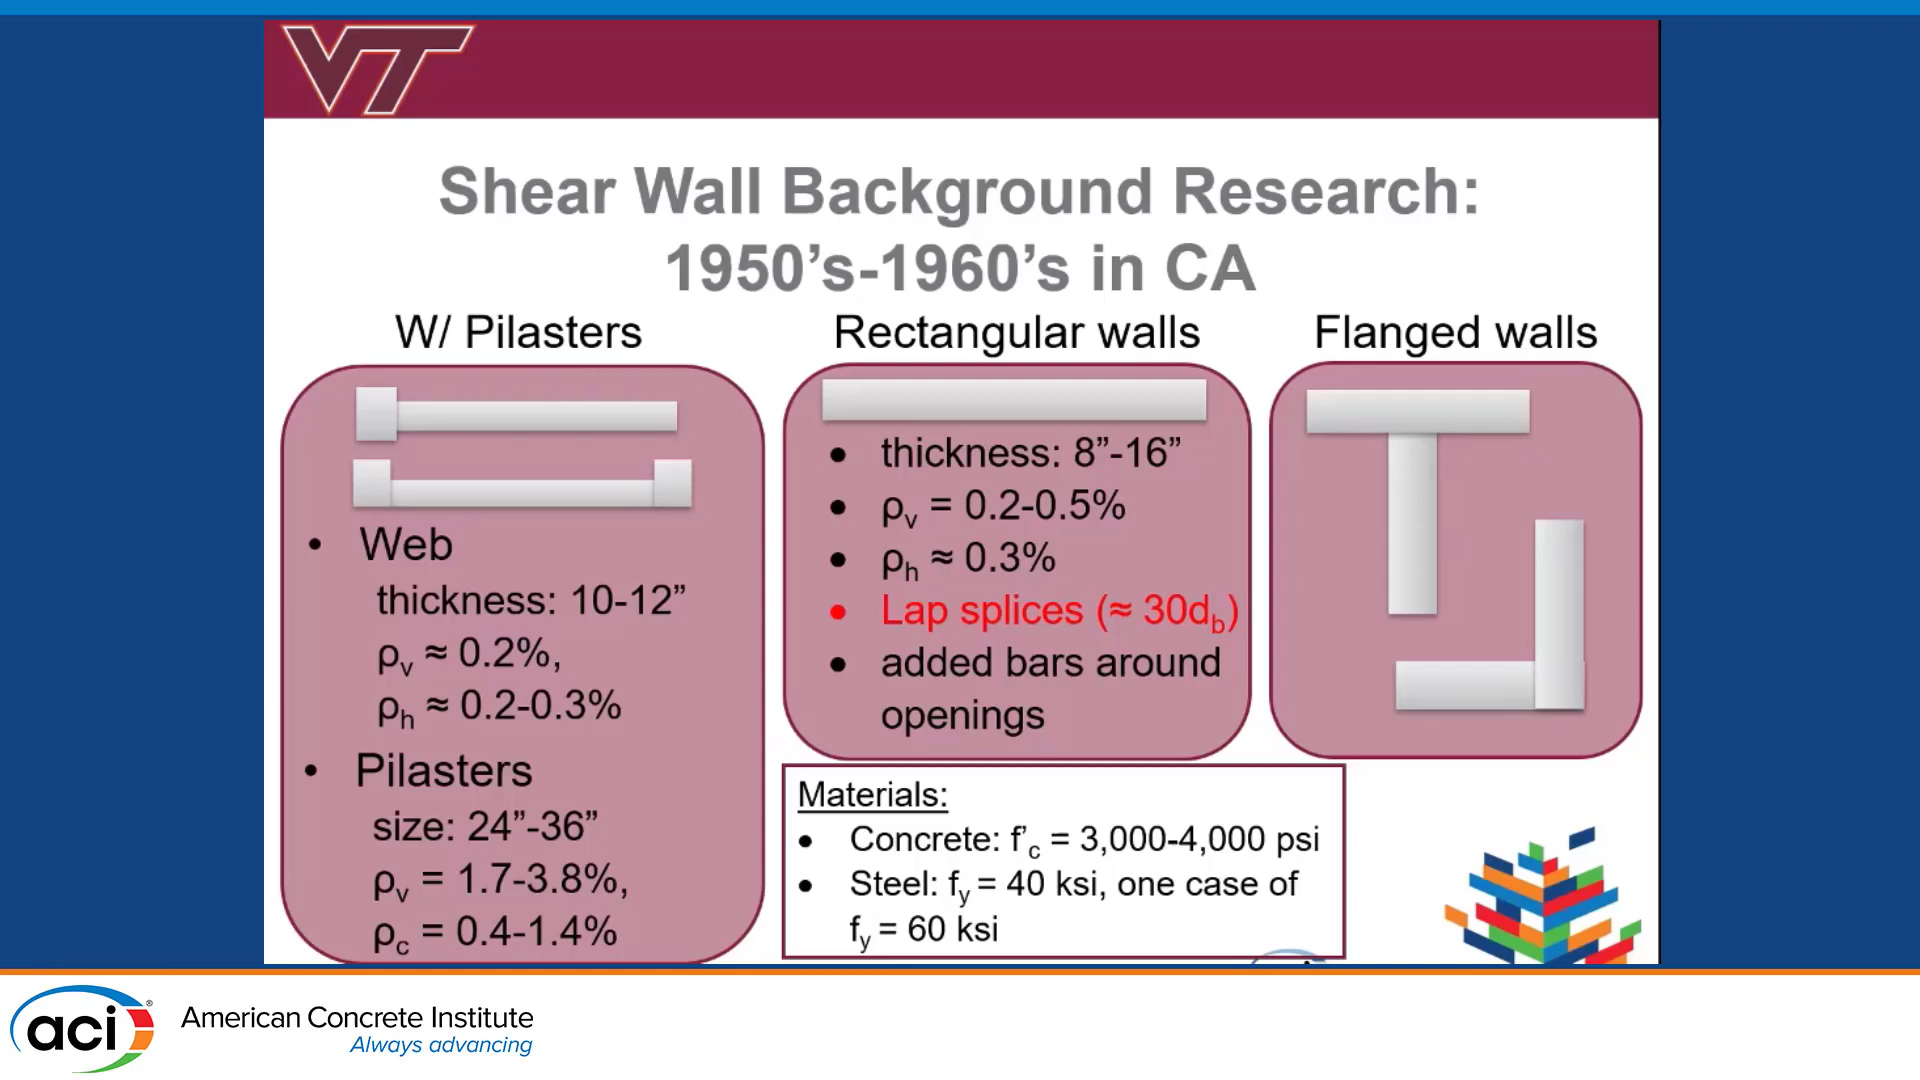 VT
Shear Wall Background Research:
1950’s-1960’s in CA
W/ Pilasters
• Web
thickness: 10-12”
ρv ≈ 0.2%,
ρh ≈ 0.2-0.3%
• Pilasters
size: 24”-36”
ρv = 1.7-3.8%,
ρc = 0.4-1.4%
Rectangular walls
• thickness: 8”-16”
• ρv = 0.2-0.5%
• ρh ≈ 0.3%
• Lap splices (≈ 30db)
• added bars around
openings
Flanged walls
Materials:
• Concrete: f’c = 3,000-4,000 psi
• Steel: fy = 40 ksi, one case of
fy = 60 ksi
aci®
American Concrete Institute
Always advancing